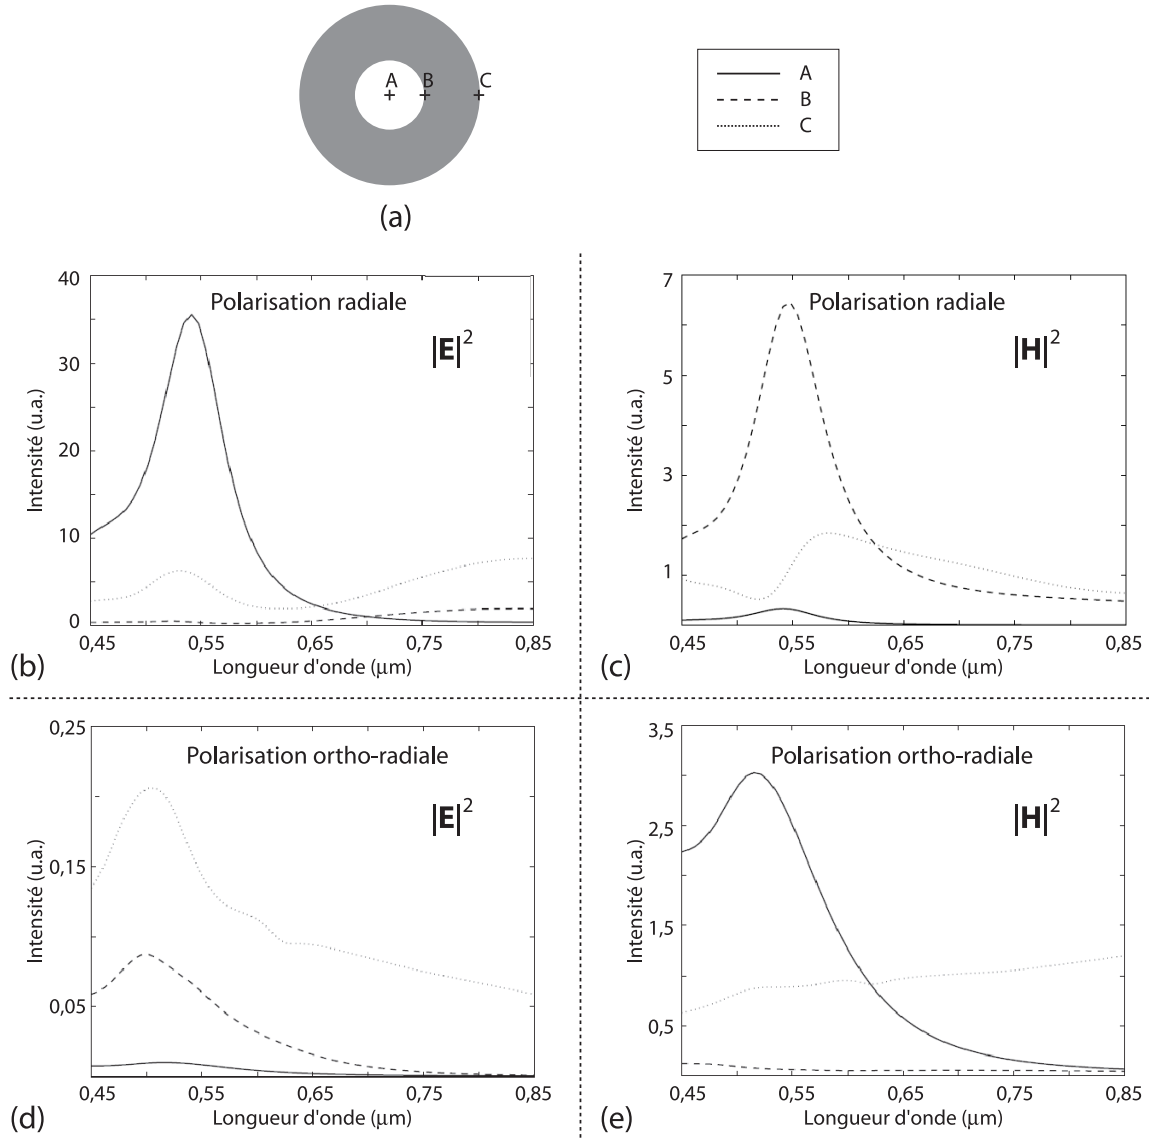 A B C
(a)
A
B
C
Polarisation radiale
|E|²
Intensité (u.a.)
40
30
20
10
0
0,45 0,55 0,65 0,75 0,85
Longueur d'onde (μm)
(b)
Polarisation radiale
|H|²
Intensité (u.a.)
7
5
3
1
0,45 0,55 0,65 0,75 0,85
Longueur d'onde (μm)
(c)
Polarisation ortho-radiale
|E|²
Intensité (u.a.)
0,25
0,15
0,05
0,45 0,55 0,65 0,75 0,85
Longueur d'onde (μm)
(d)
Polarisation ortho-radiale
|H|²
Intensité (u.a.)
3,5
2,5
1,5
0,5
0,45 0,55 0,65 0,75 0,85
Longueur d'onde (μm)
(e)